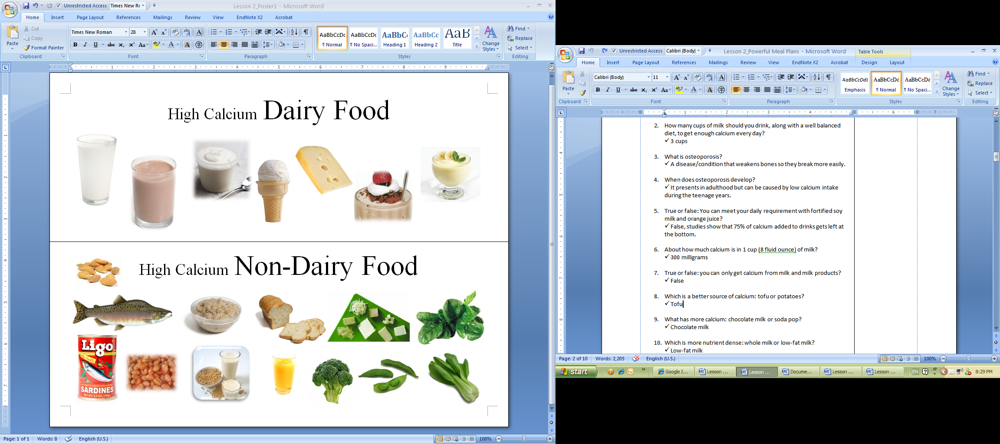 Unrestricted Access
Times New R
Lesson 2_Poster1 - Microsoft Word
Home
Insert
Page Layout
References
Mailings
Review
View
EndNote X2
Acrobat
Paste
Cut
Copy
Format Painter
Clipboard
Times New Roman
28
Font
Paragraph
AaBbCcDc
¶ Normal
AaBbCcDc
¶ No Spaci...
AaBbC
Heading 1
AaBbCc
Heading 2
AaB
Title
Change
Styles
Styles
Find
Replace
Select
Editing
High Calcium Dairy Food
High Calcium Non-Dairy Food
Ligo
IN TOMATO SAUCE CHILI ADDED
SARDINES
NET WT. 5.5 OZ. (155g)
Page: 1 of 1
Words: 8
English (U.S.)
100%
Unrestricted Access
Calibri (Body)
Lesson 2_Powerful Meal Plans - Microsoft Word
Table Tools
Home
Insert
Page Layout
References
Mailings
Review
View
EndNote X2
Acrobat
Design
Layout
Paste
Clipboard
Calibri (Body)
11
Font
Paragraph
AaBbCcDdI
Emphasis
AaBbCcDd
¶ Normal
AaBbCcDd
¶ No Spaci...
Change
Styles
Styles
Find
Replace
Select
Editing
2. How many cups of milk should you drink, along with a well balanced
diet, to get enough calcium every day?
✓ 3 cups
3. What is osteoporosis?
✓ A disease/condition that weakens bones so they break more easily.
4. When does osteoporosis develop?
✓ It presents in adulthood but can be caused by low calcium intake
during the teenage years.
5. True or false: You can meet your daily requirement with fortified soy
milk and orange juice?
✓ False, studies show that 75% of calcium added to drinks gets left at
the bottom.
6. About how much calcium is in 1 cup (8 fluid ounce) of milk?
✓ 300 milligrams
7. True or false: you can only get calcium from milk and milk products?
✓ False
8. Which is a better source of calcium: tofu or potatoes?
✓ Tofu
9. What has more calcium: chocolate milk or soda pop?
✓ Chocolate milk
10. Which is more nutrient dense: whole milk or low-fat milk?
✓ Low-fat milk
Page: 2 of 10
Words: 2,205
English (U.S.)
100%
start
Google I...
Lesson ...
Lesson ...
Docume...
Lesson ...
Lesson ...
EN
8:29 PM